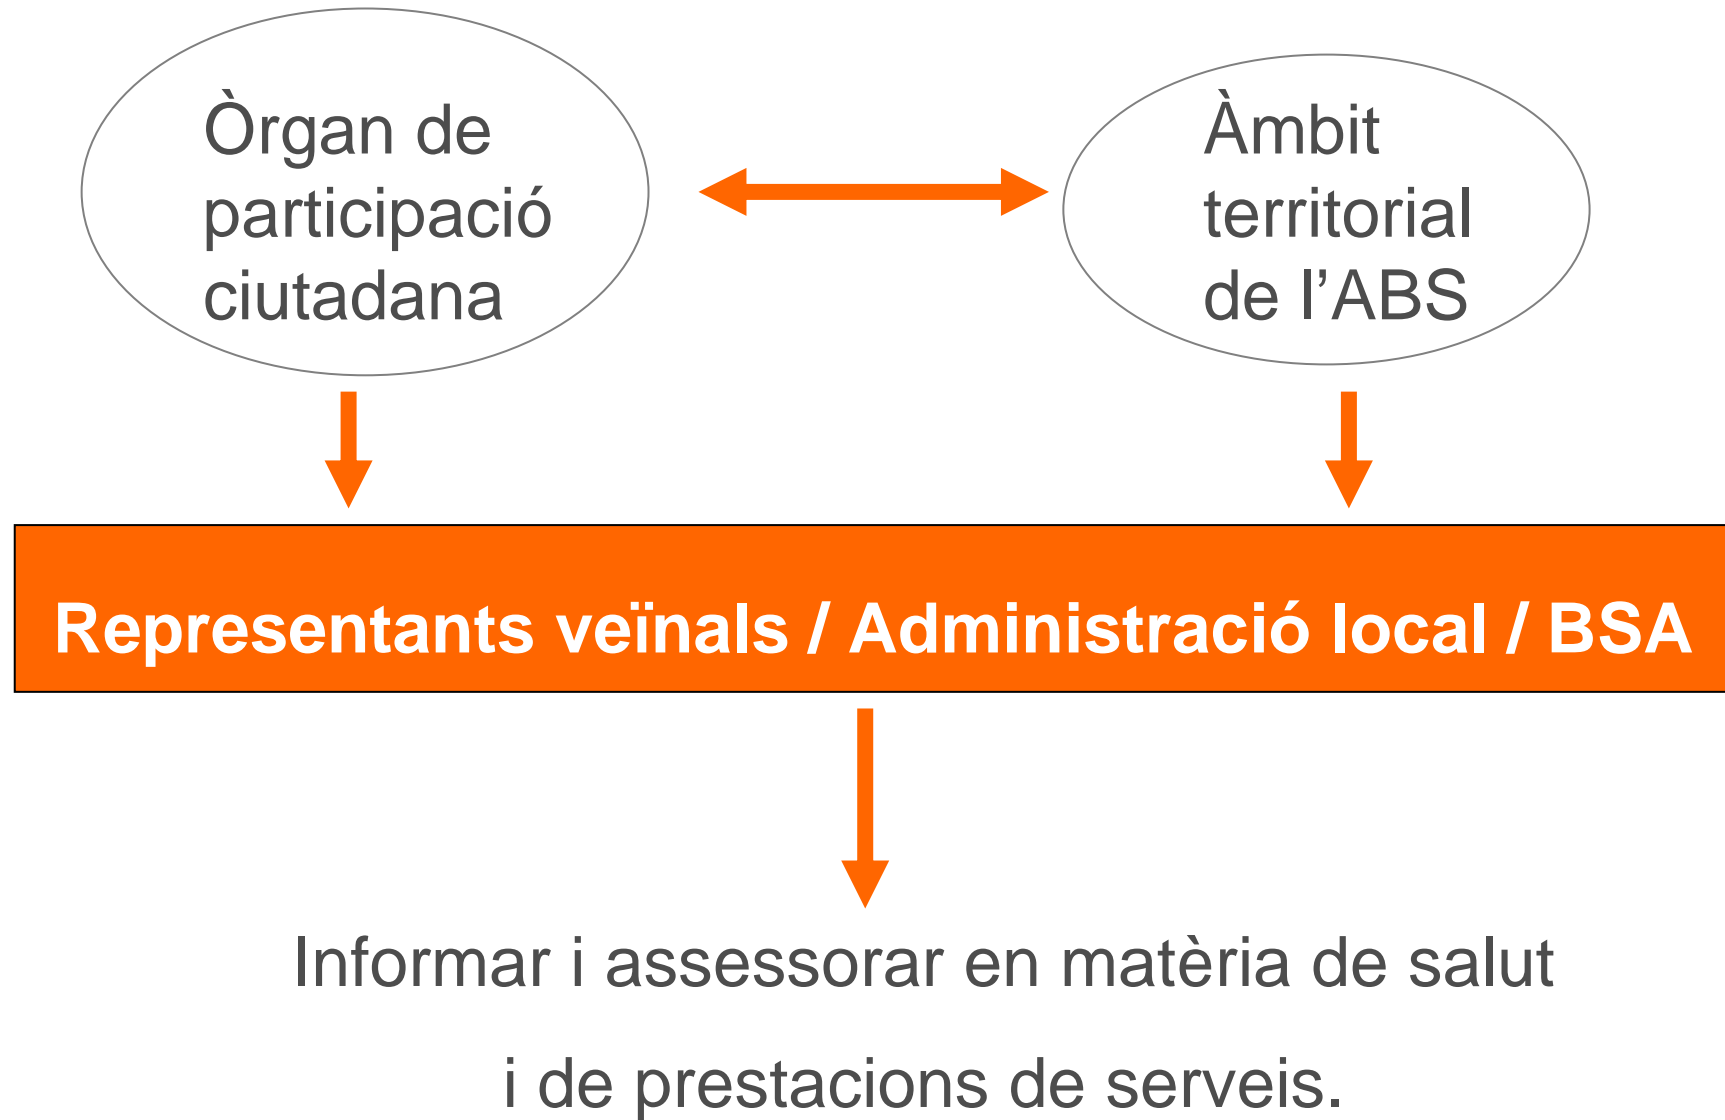 Òrgan de
participació
ciutadana
Àmbit
territorial
de l’ABS
Representants veïnals / Administració local / BSA
Informar i assessorar en matèria de salut
i de prestacions de serveis.